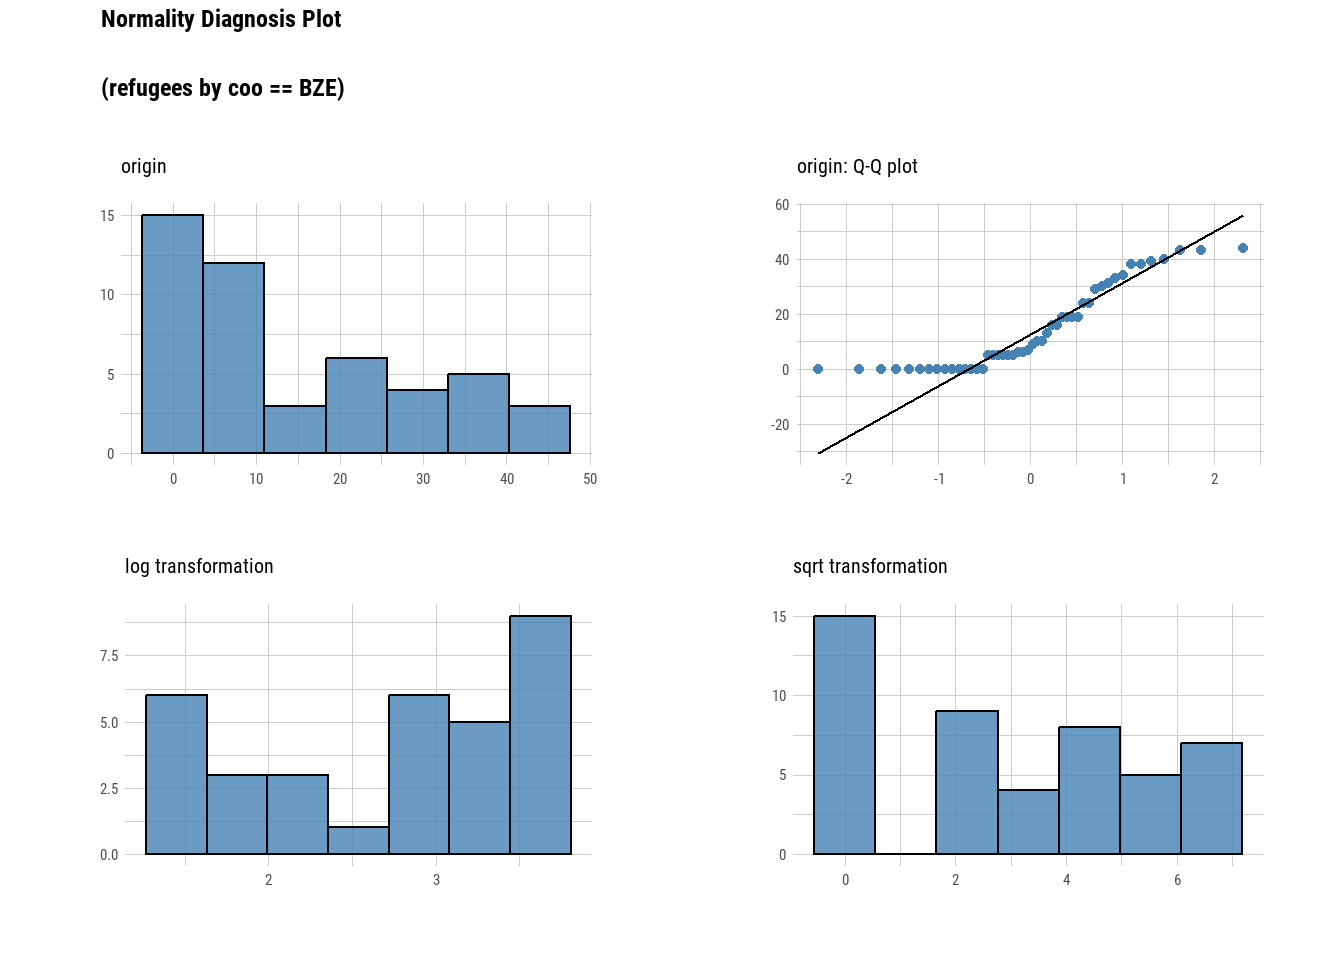 Normality Diagnosis Plot
(refugees by coo == BZE)
origin
15
10
5
0
0 10 20 30 40 50
origin: Q-Q plot
60
40
20
0
-20
-2 -1 0 1 2
log transformation
7.5
5.0
2.5
0.0
2 3
sqrt transformation
15
10
5
0
0 2 4 6